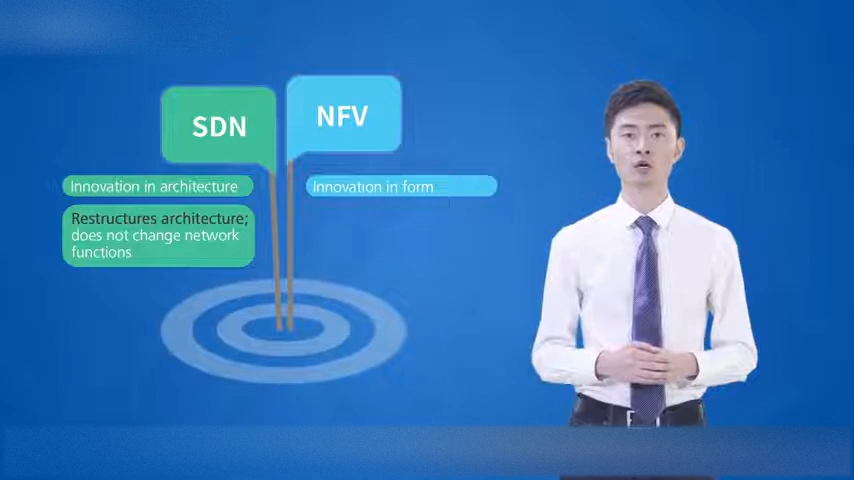 SDN
NFV
Innovation in architecture
Innovation in form
Restructures architecture;
does not change network
functions